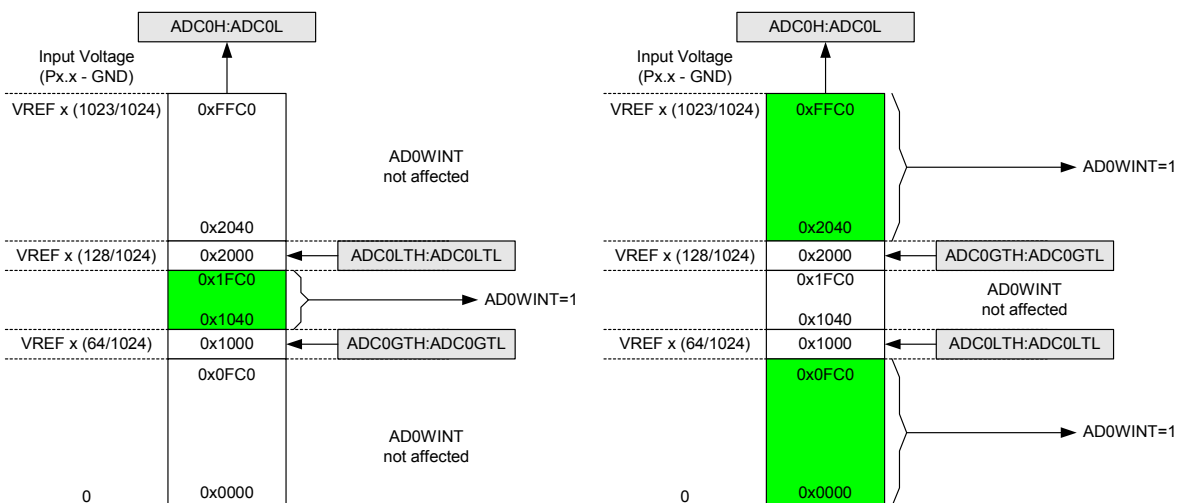 ADC0H:ADC0L
Input Voltage
(Px.x - GND)
VREF x (1023/1024)
0xFFC0
AD0WINT
not affected
0x2040
VREF x (128/1024)
0x2000
ADC0LTH:ADC0LTL
0x1FC0
AD0WINT=1
0x1040
VREF x (64/1024)
0x1000
ADC0GTH:ADC0GTL
0x0FC0
AD0WINT
not affected
0
0x0000
ADC0H:ADC0L
Input Voltage
(Px.x - GND)
VREF x (1023/1024)
0xFFC0
AD0WINT=1
0x2040
VREF x (128/1024)
0x2000
ADC0GTH:ADC0GTL
0x1FC0
AD0WINT
not affected
0x1040
VREF x (64/1024)
0x1000
ADC0LTH:ADC0LTL
0x0FC0
AD0WINT=1
0
0x0000